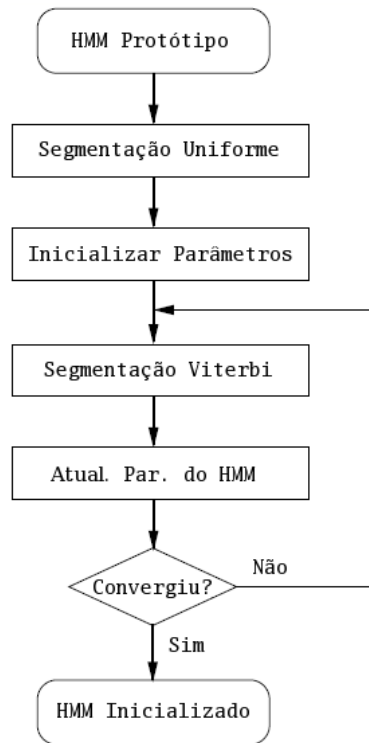 HMM Protótipo
Segmentação Uniforme
Inicializar Parâmetros
Segmentação Viterbi
Atual. Par. do HMM
Convergiu?
Não
Sim
HMM Inicializado